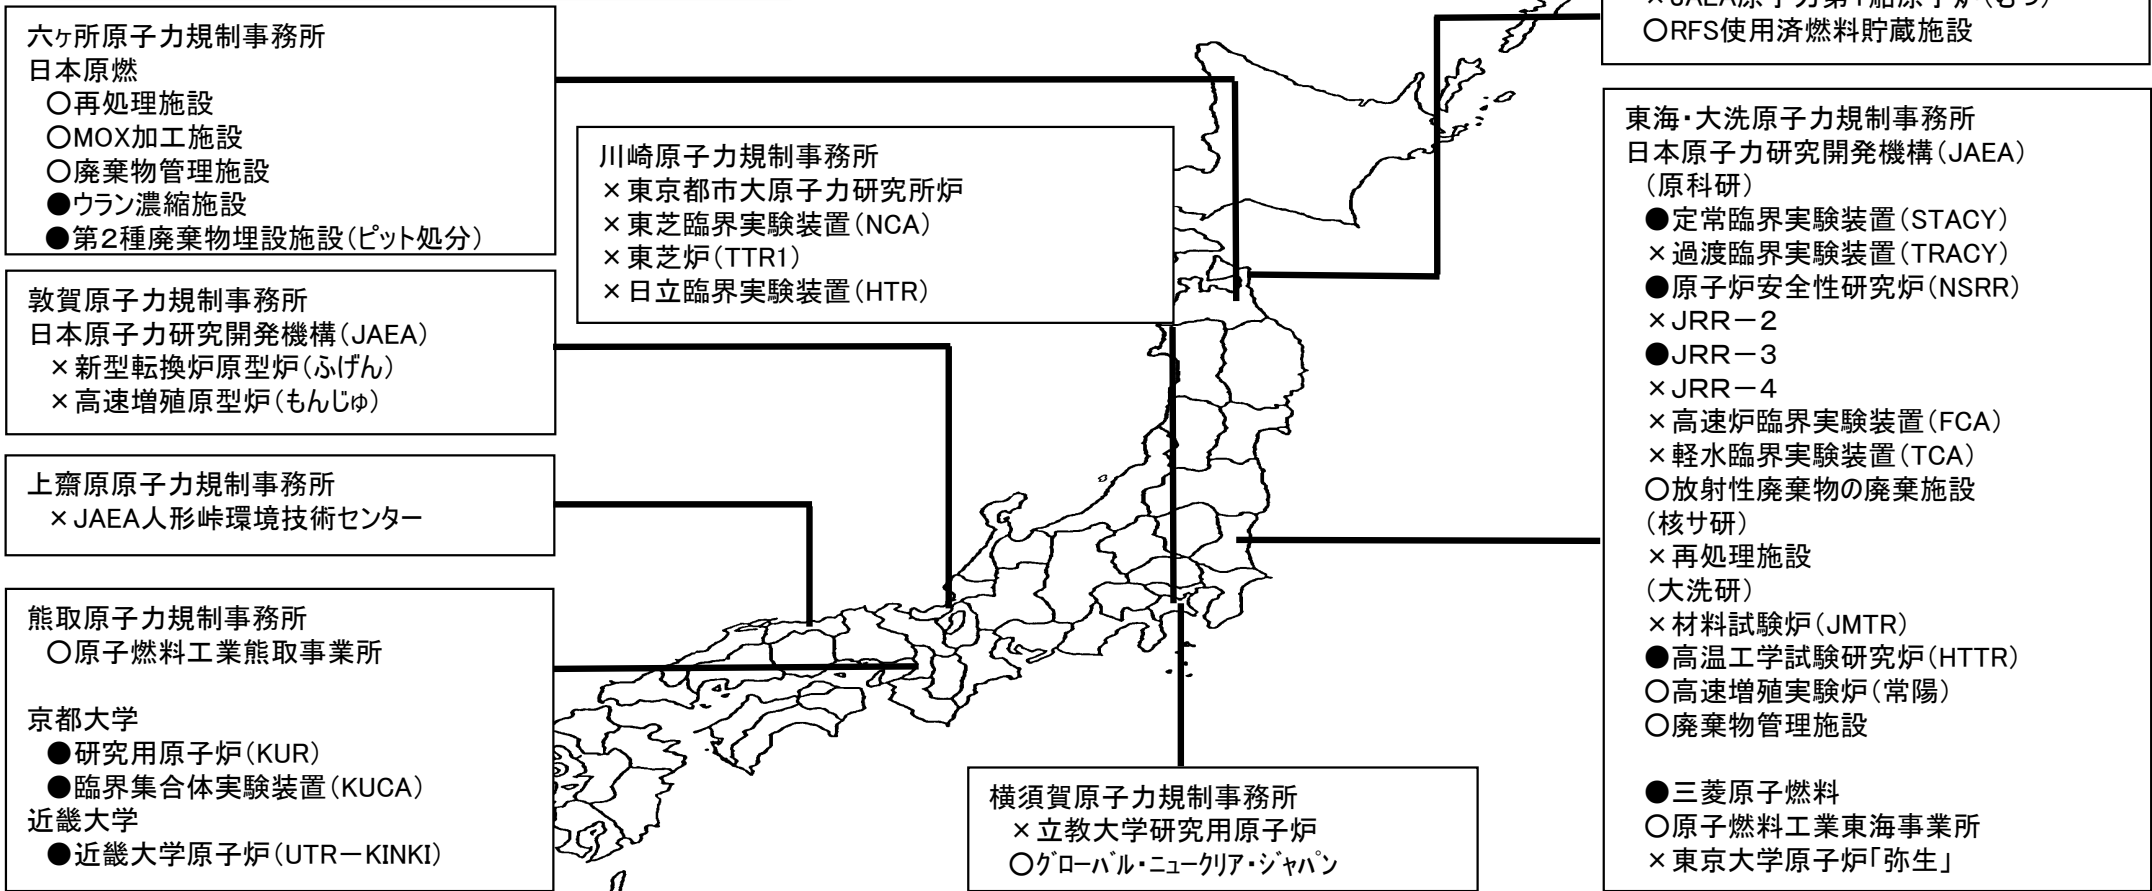 六ヶ所原子力規制事務所
日本原燃
○再処理施設
○MOX加工施設
○廃棄物管理施設
●ウラン濃縮施設
●第2種廃棄物埋設施設(ピット処分)
敦賀原子力規制事務所
日本原子力研究開発機構(JAEA)
×新型転換炉原型炉(ふげん)
×高速増殖原型炉(もんじゅ)
上齋原原子力規制事務所
×JAEA人形峠環境技術センター
熊取原子力規制事務所
○原子燃料工業熊取事業所
京都大学
●研究用原子炉(KUR)
●臨界集合体実験装置(KUCA)
近畿大学
●近畿大学原子炉(UTR-KINKI)
川崎原子力規制事務所
×東京都市大原子力研究所炉
×東芝臨界実験装置(NCA)
×東芝炉(TTR1)
×日立臨界実験装置(HTR)
横須賀原子力規制事務所
×立教大学研究用原子炉
○グローバル・ニュークリア・ジャパン
×JAEA原子力第1船原子炉(むつ)
○RFS使用済燃料貯蔵施設
東海・大洗原子力規制事務所
日本原子力研究開発機構(JAEA)
(原科研)
●定常臨界実験装置(STACY)
×過渡臨界実験装置(TRACY)
●原子炉安全性研究炉(NSRR)
×JRR-2
●JRR-3
×JRR-4
×高速炉臨界実験装置(FCA)
×軽水臨界実験装置(TCA)
○放射性廃棄物の廃棄施設
(核サ研)
×再処理施設
(大洗研)
×材料試験炉(JMTR)
●高温工学試験研究炉(HTTR)
○高速増殖実験炉(常陽)
○廃棄物管理施設
●三菱原子燃料
○原子燃料工業東海事業所
×東京大学原子炉「弥生」